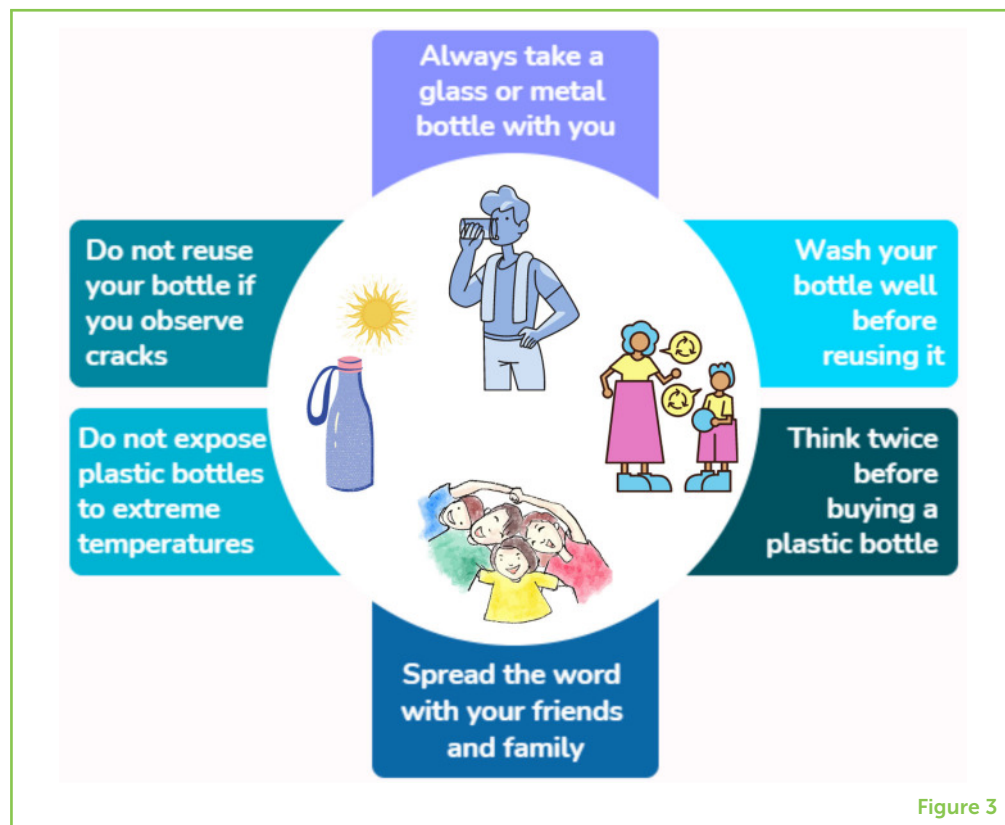 Always take a
glass or metal
bottle with you
Do not reuse
your bottle if
you observe
cracks
Wash your
bottle well
before
reusing it
Do not expose
plastic bottles
to extreme
temperatures
Think twice
before
buying a
plastic bottle
Spread the word
with your friends
and family
Figure 3